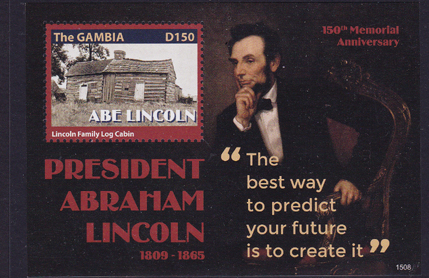 The GAMBIA D150
ABE LINCOLN
Lincoln Family Log Cabin
150th Memorial
Anniversary
PRESIDENT
ABRAHAM
LINCOLN
1809 - 1865
“The
best way
to predict
your future
is to create it”
1508